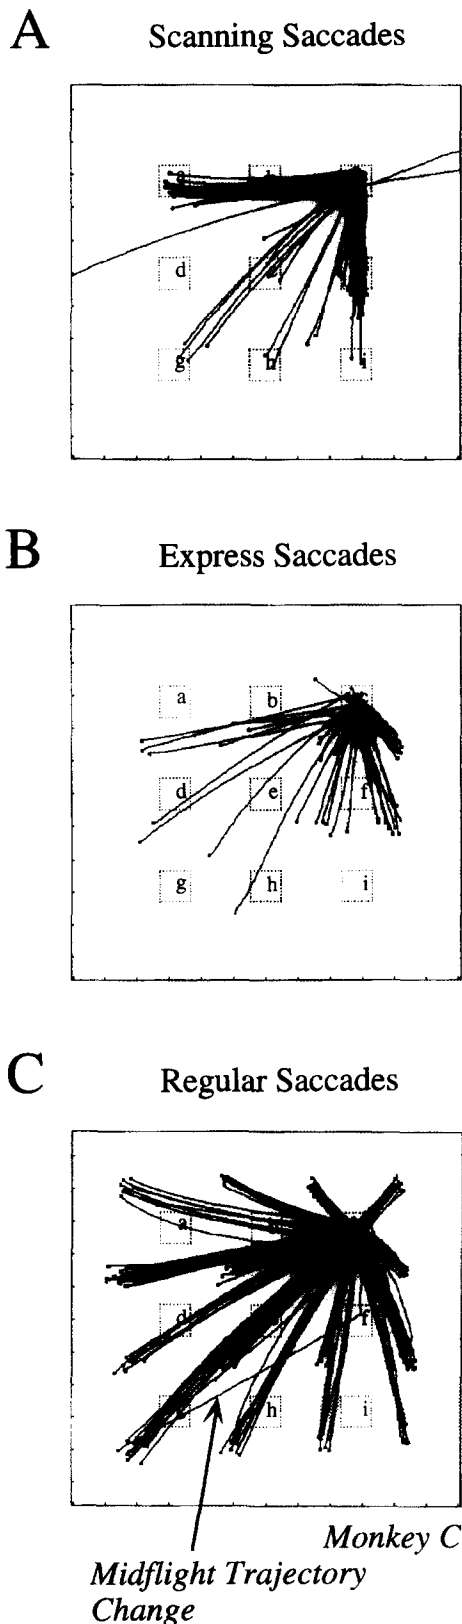 A
Scanning Saccades
d
g
h
i
B
Express Saccades
a
b
d
e
f
g
h
i
C
Regular Saccades
a
d
f
h
i
Monkey C
Midflight Trajectory
Change